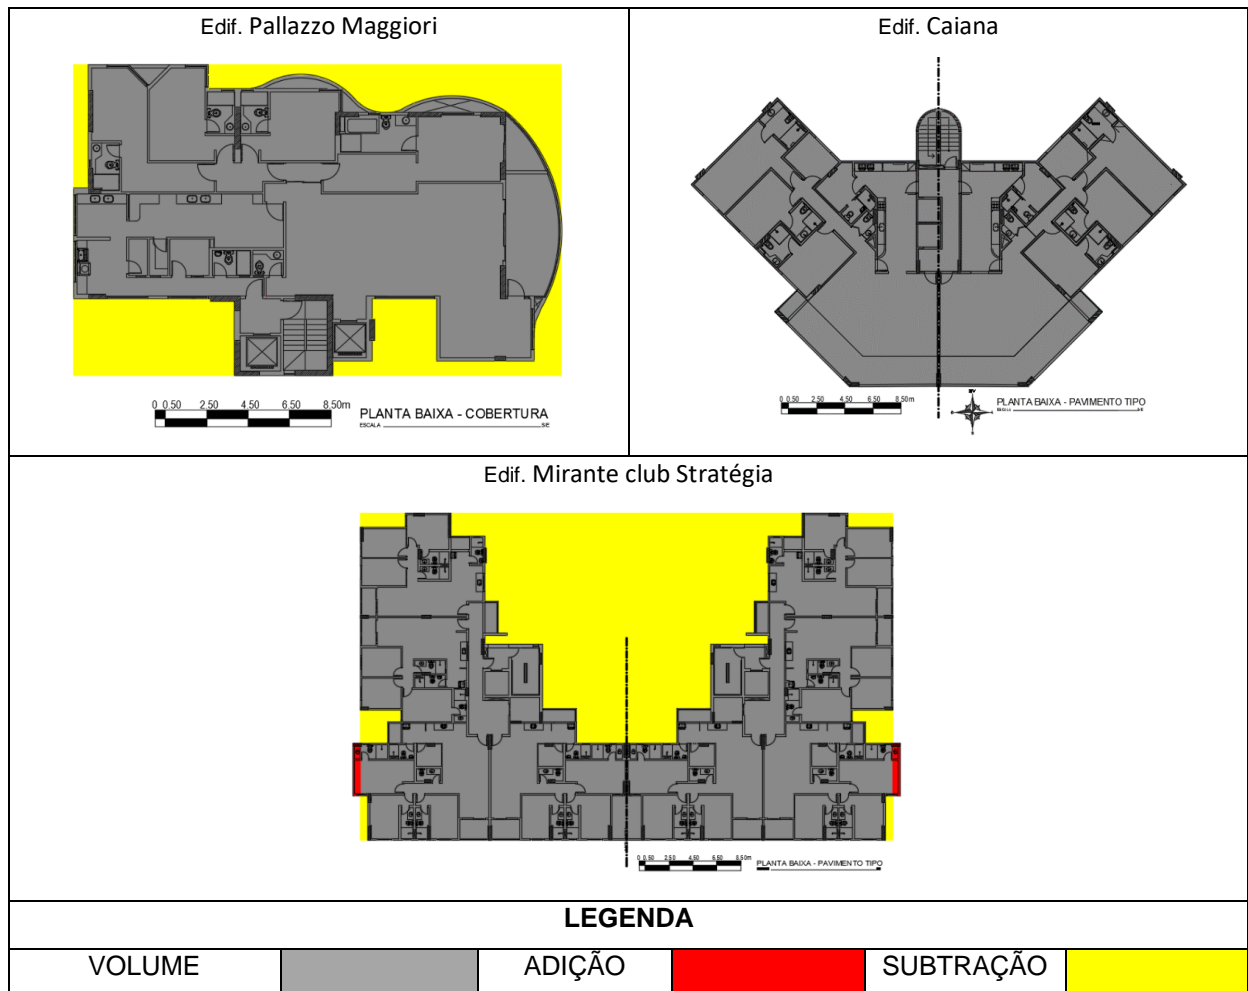 Edif. Pallazzo Maggiori
Edif. Caiana
0 0.50 2.50 4.50 6.50 8.50m
PLANTA BAIXA - COBERTURA
ESCALA
SE
0 0.50 2.50 4.50 6.50 8.50m
PLANTA BAIXA - PAVIMENTO TIPO
Edif. Mirante club Stratégia
0 0.50 2.50 4.50 6.50 8.50m
PLANTA BAIXA - PAVIMENTO TIPO
LEGENDA
VOLUME
ADIÇÃO
SUBTRAÇÃO